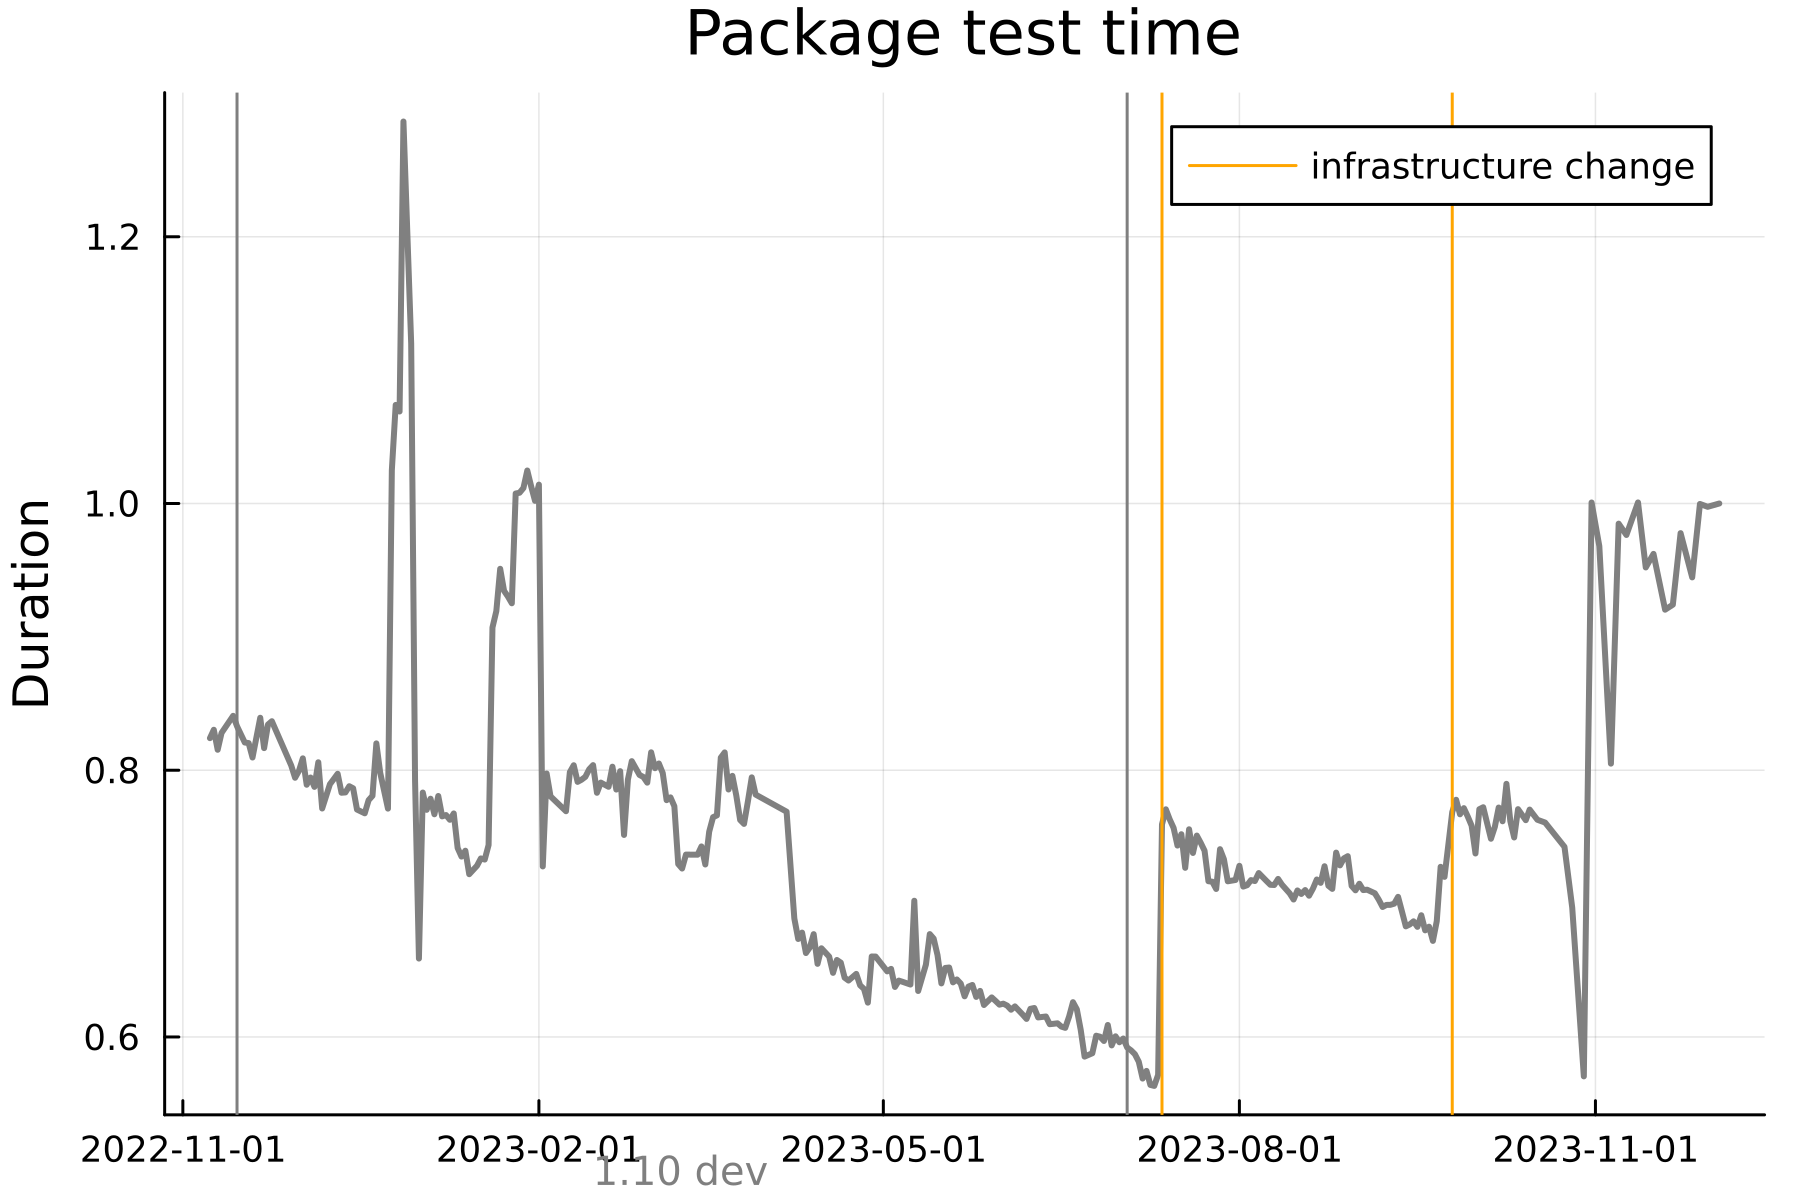 Package test time
infrastructure change
Duration
1.2
1.0
0.8
0.6
2022-11-01 2023-02-01 2023-05-01 2023-08-01 2023-11-01
1.10 dev